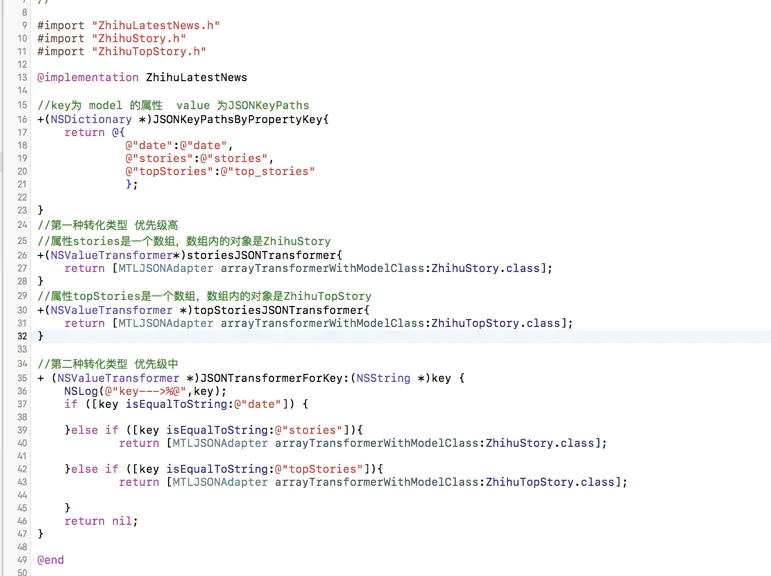 7 //
8
9 #import "ZhihuLatestNews.h"
10 #import "ZhihuStory.h"
11 #import "ZhihuTopStory.h"
12
13 @implementation ZhihuLatestNews
14
15 //key为 model 的属性  value 为JSONKeyPaths
16 +(NSDictionary *)JSONKeyPathsByPropertyKey{
17 return @{
18 @"date":@"date",
19 @"stories":@"stories",
20 @"topStories":@"top_stories"
21 };
22
23 }
24 //第一种转化类型 优先级高
25 //属性stories是一个数组，数组内的对象是ZhihuStory
26 +(NSValueTransformer*)storiesJSONTransformer{
27 return [MTLJSONAdapter arrayTransformerWithModelClass:ZhihuStory.class];
28 }
29 //属性topStories是一个数组，数组内的对象是ZhihuTopStory
30 +(NSValueTransformer *)topStoriesJSONTransformer{
31 return [MTLJSONAdapter arrayTransformerWithModelClass:ZhihuTopStory.class];
32 }
33
34 //第二种转化类型 优先级中
35 + (NSValueTransformer *)JSONTransformerForKey:(NSString *)key {
36 NSLog(@"key--->%@",key);
37 if ([key isEqualToString:@"date"]) {
38
39 }else if ([key isEqualToString:@"stories"]){
40 return [MTLJSONAdapter arrayTransformerWithModelClass:ZhihuStory.class];
41
42 }else if ([key isEqualToString:@"topStories"]){
43 return [MTLJSONAdapter arrayTransformerWithModelClass:ZhihuTopStory.class];
44
45 }
46 return nil;
47 }
48
49 @end
50